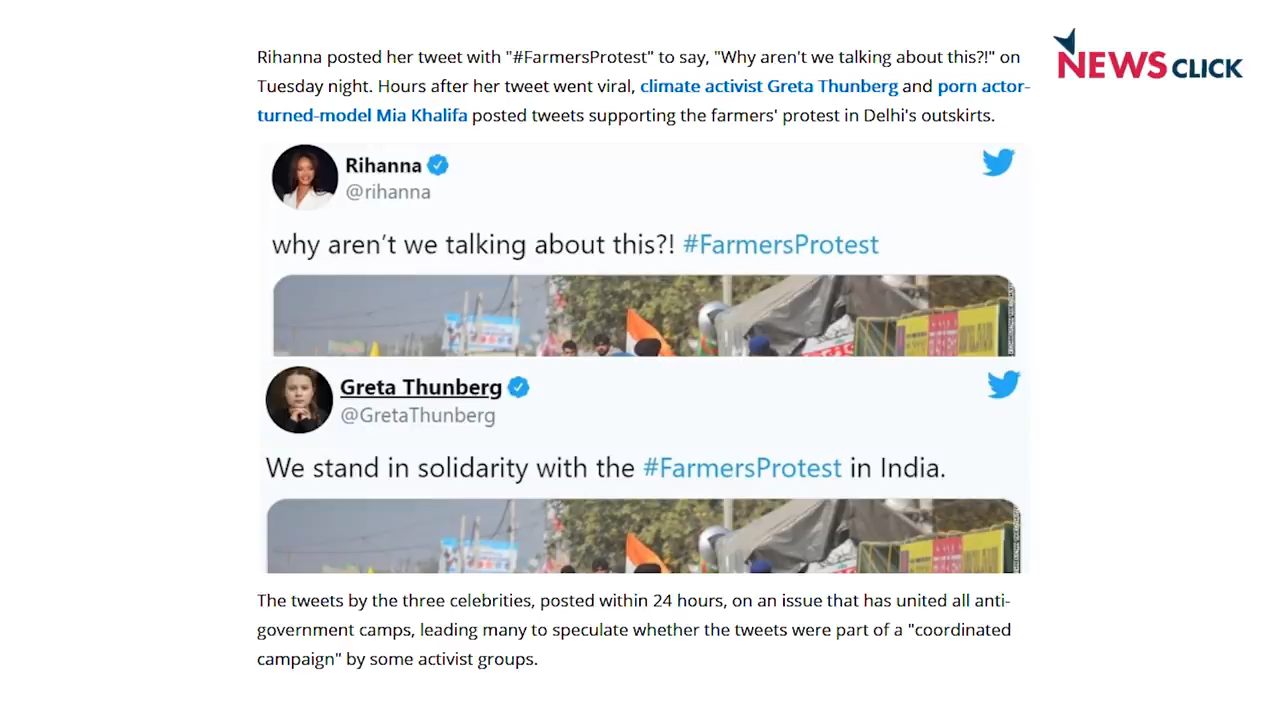 NEWSCLICK
Rihanna posted her tweet with "#FarmersProtest" to say, "Why aren't we talking about this?!" on
Tuesday night. Hours after her tweet went viral, climate activist Greta Thunberg and porn actor-
turned-model Mia Khalifa posted tweets supporting the farmers' protest in Delhi's outskirts.
Rihanna
@rihanna
why aren't we talking about this?! #FarmersProtest
Greta Thunberg
@GretaThunberg
We stand in solidarity with the #FarmersProtest in India.
The tweets by the three celebrities, posted within 24 hours, on an issue that has united all anti-
government camps, leading many to speculate whether the tweets were part of a "coordinated
campaign" by some activist groups.